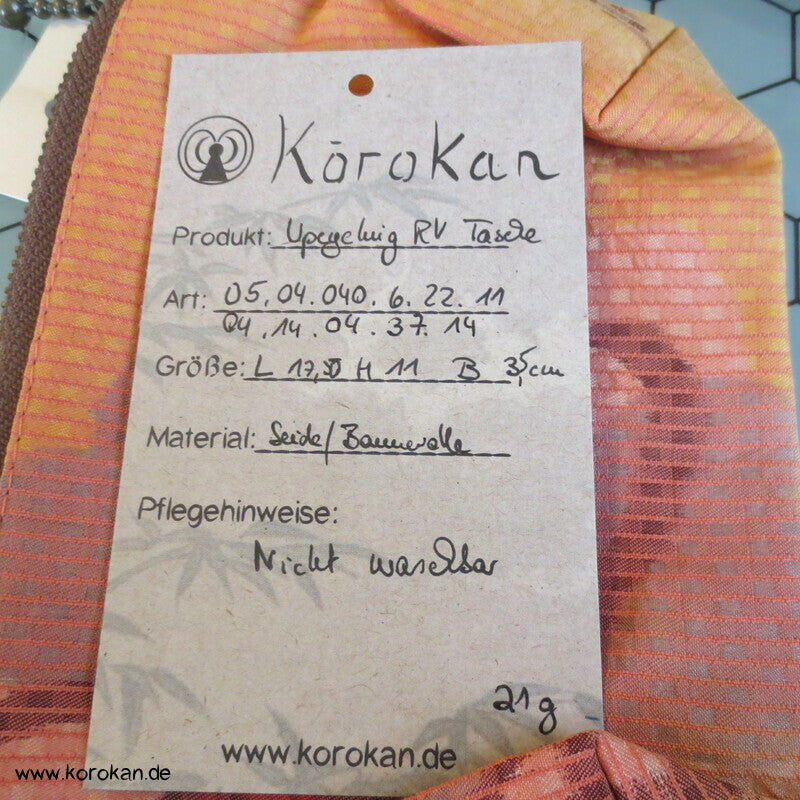 Körokan
Produkt: Upcycling RV Tasche
Art: 05.04.040.6.22.11
04.14.04.37.14
Größe: L 17,5 H 11 B 3,5 cm
Material: Seide/Baumwolle
Pflegehinweise:
Nicht waschbar
21g
www.korokan.de
www.korokan.de